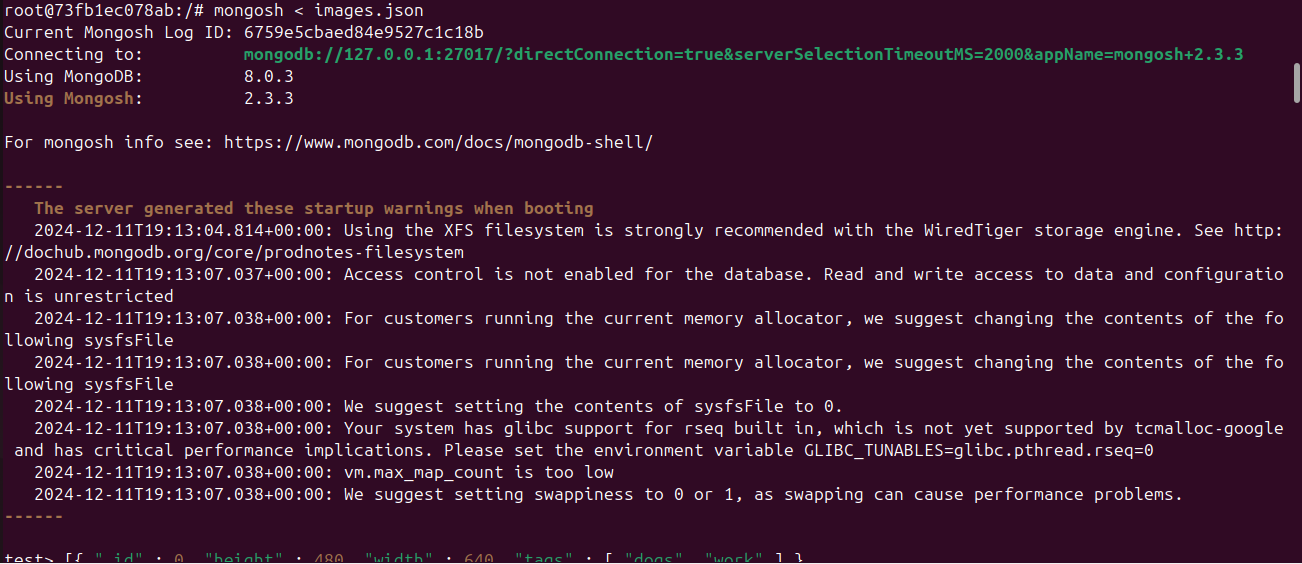 root@73fb1ec078ab:/# mongosh < images.json
Current Mongosh Log ID: 6759e5cbaed84e9527c1c18b
Connecting to:          mongodb://127.0.0.1:27017/?directConnection=true&serverSelectionTimeoutMS=2000&appName=mongosh+2.3.3
Using MongoDB:          8.0.3
Using Mongosh:          2.3.3
For mongosh info see: https://www.mongodb.com/docs/mongodb-shell/
------
   The server generated these startup warnings when booting
   2024-12-11T19:13:04.814+00:00: Using the XFS filesystem is strongly recommended with the WiredTiger storage engine. See http:
//dochub.mongodb.org/core/prodnotes-filesystem
   2024-12-11T19:13:07.037+00:00: Access control is not enabled for the database. Read and write access to data and configuratio
n is unrestricted
   2024-12-11T19:13:07.038+00:00: For customers running the current memory allocator, we suggest changing the contents of the fo
llowing sysfsFile
   2024-12-11T19:13:07.038+00:00: For customers running the current memory allocator, we suggest changing the contents of the fo
llowing sysfsFile
   2024-12-11T19:13:07.038+00:00: We suggest setting the contents of sysfsFile to 0.
   2024-12-11T19:13:07.038+00:00: Your system has glibc support for rseq built in, which is not yet supported by tcmalloc-google
 and has critical performance implications. Please set the environment variable GLIBC_TUNABLES=glibc.pthread.rseq=0
   2024-12-11T19:13:07.038+00:00: vm.max_map_count is too low
   2024-12-11T19:13:07.038+00:00: We suggest setting swappiness to 0 or 1, as swapping can cause performance problems.
------
test> [{ "_id" : 0, "height" : 480, "width" : 640, "tags" : [ "dogs", "work" ] }